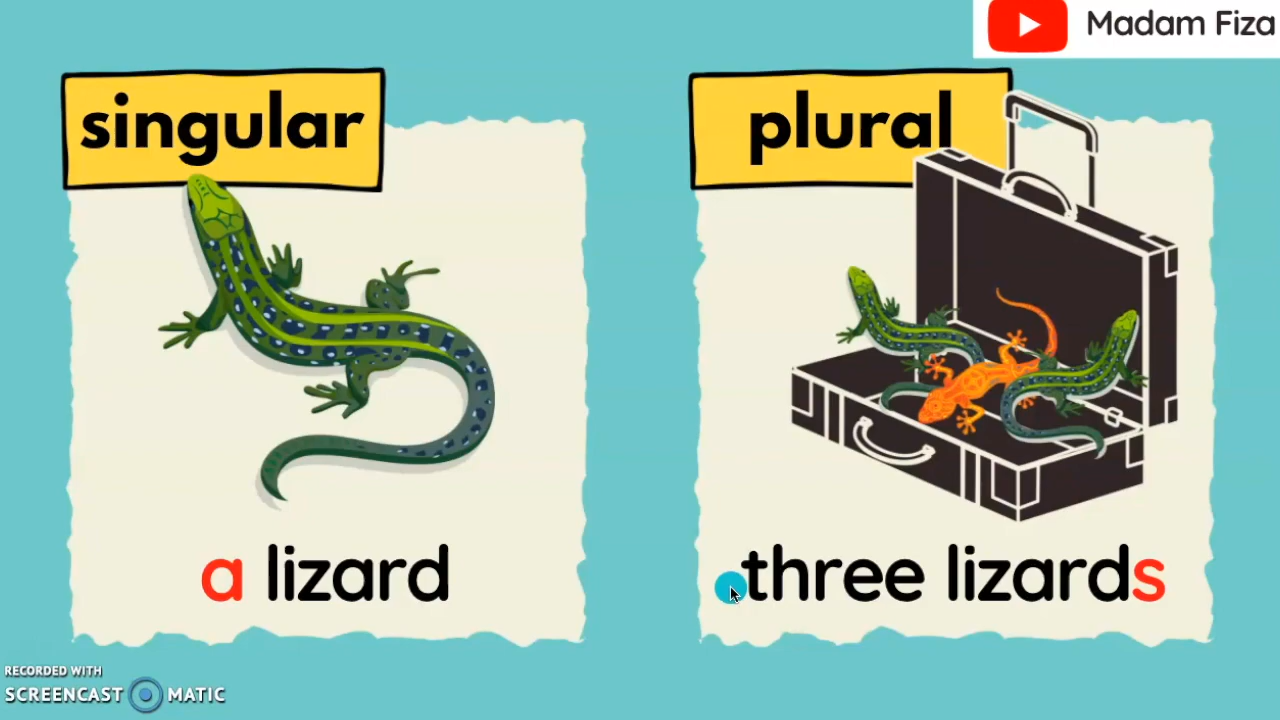 Madam Fiza
singular
plural
a lizard
three lizards
RECORDED WITH
SCREENCAST MATIC